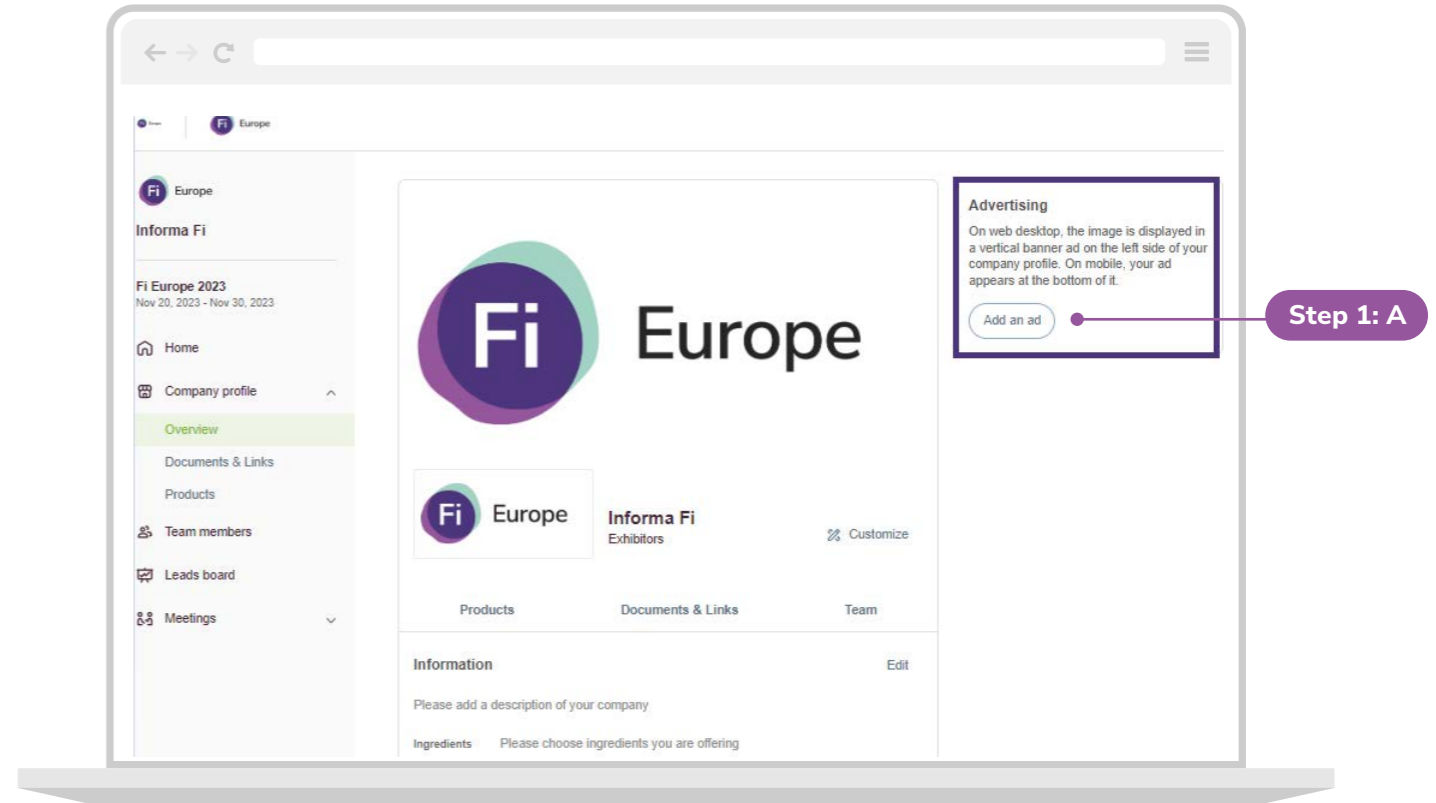 Europe
Fi Europe
Fi Europe
Informa Fi
Fi Europe 2023
Nov 20, 2023 - Nov 30, 2023
Home
Company profile
Overview
Documents & Links
Products
Team members
Leads board
Meetings
Fi Europe
Fi Europe
Informa Fi
Exhibitors
Customize
Products Documents & Links Team
Information Edit
Please add a description of your company
Ingredients Please choose ingredients you are offering
Advertising
On web desktop, the image is displayed in
a vertical banner ad on the left side of your
company profile. On mobile, your ad
appears at the bottom of it.
Add an ad
Step 1: A